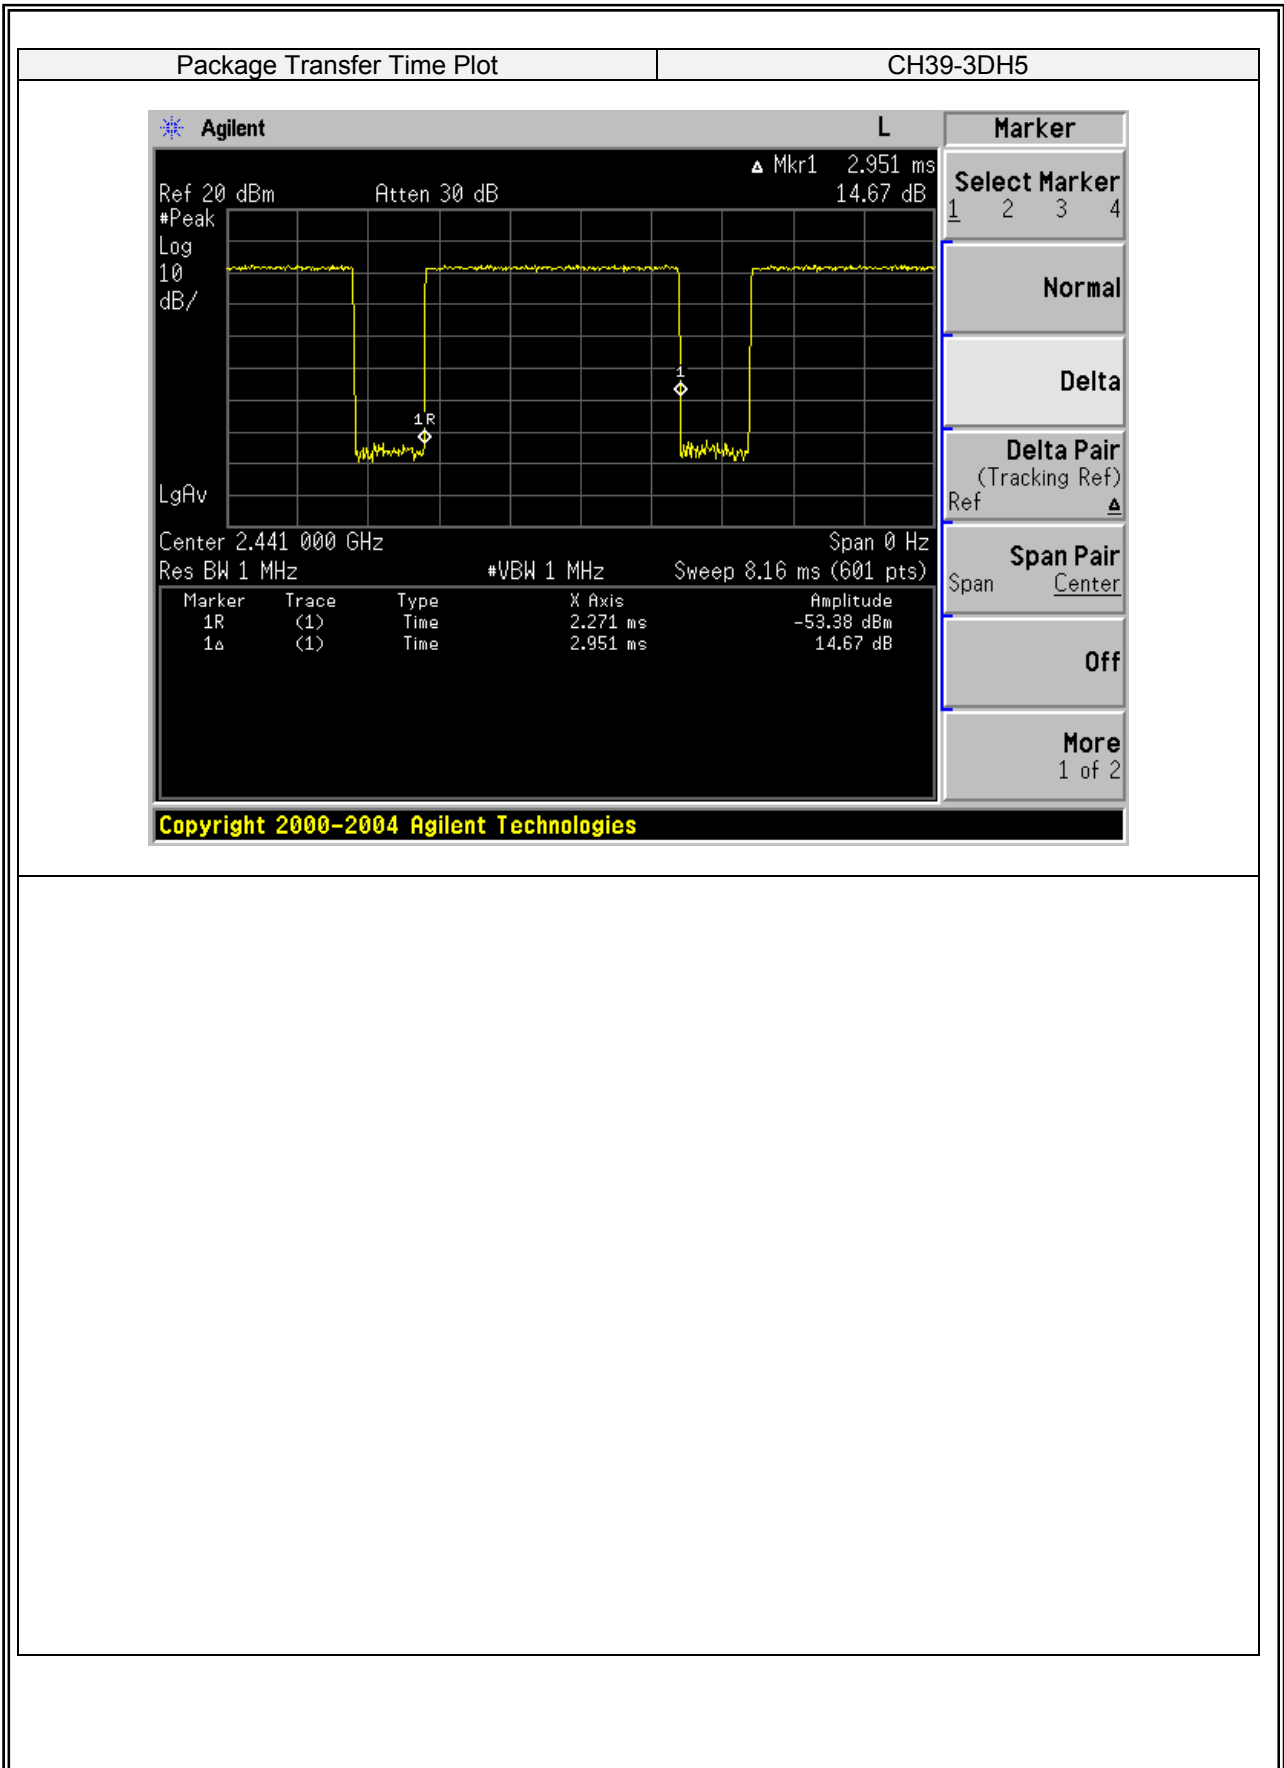 Package Transfer Time Plot CH39-3DH5
Agilent L Marker
Δ Mkr1 2.951 ms
Ref 20 dBm Atten 30 dB 14.67 dB
#Peak
Log
10
dB/
1R
1
LgAv
Center 2.441 000 GHz Span 0 Hz
Res BW 1 MHz #VBW 1 MHz Sweep 8.16 ms (601 pts)
Marker Trace Type X Axis Amplitude
1R (1) Time 2.271 ms -53.38 dBm
1Δ (1) Time 2.951 ms 14.67 dB
Select Marker
1 2 3 4
Normal
Delta
Delta Pair
(Tracking Ref)
Ref Δ
Span Pair
Span Center
Off
More
1 of 2
Copyright 2000-2004 Agilent Technologies